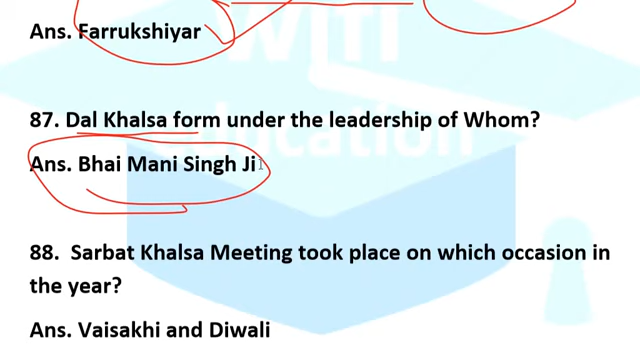 Ans. Farrukshiyar
87. Dal Khalsa form under the leadership of Whom?
Ans. Bhai Mani Singh Ji
88. Sarbat Khalsa Meeting took place on which occasion in
the year?
Ans. Vaisakhi and Diwali